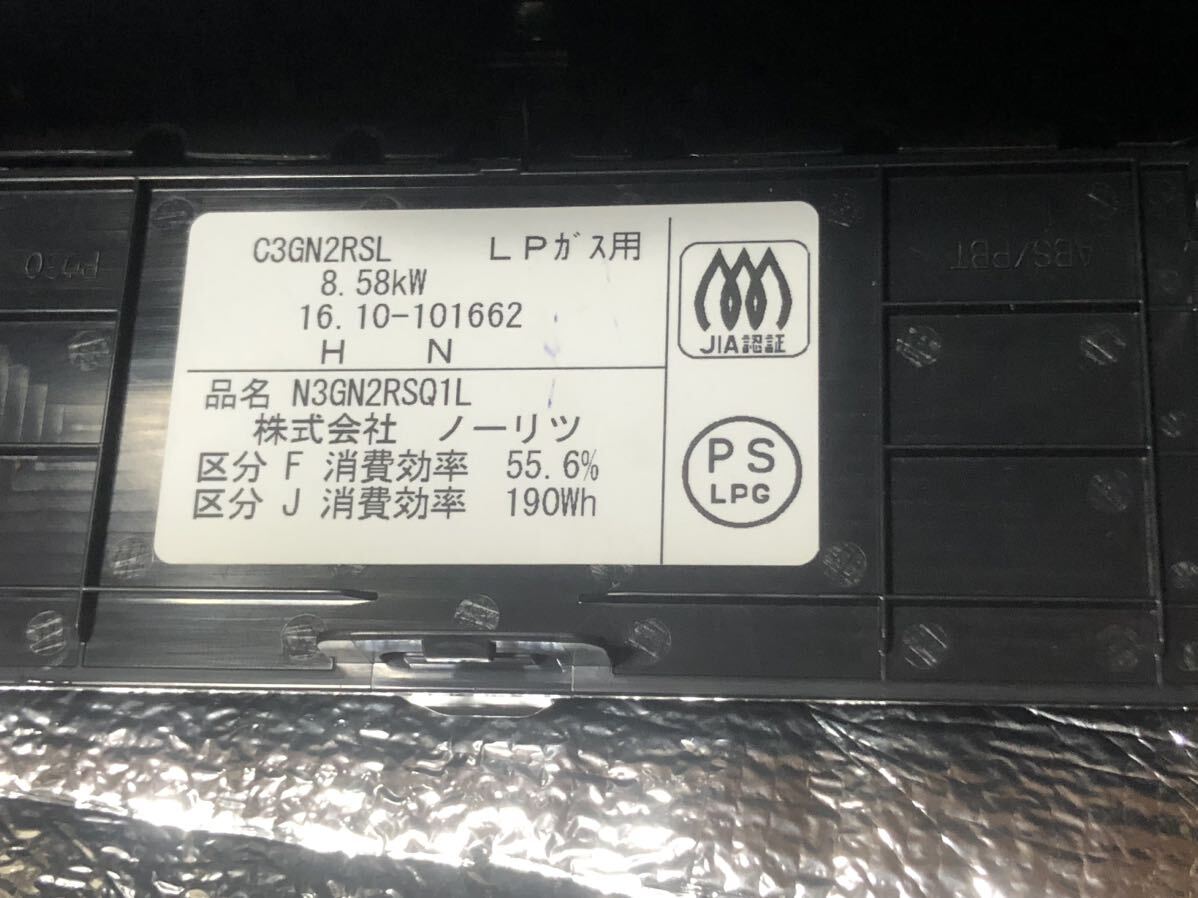 C3GN2RSL LPガス用
8.58kW
16.10-101662
H N
品名 N3GN2RSQ1L
株式会社 ノーリツ
区分 F 消費効率 55.6%
区分 J 消費効率 190Wh
JIA認証
PS
LPG
ABS/PBT